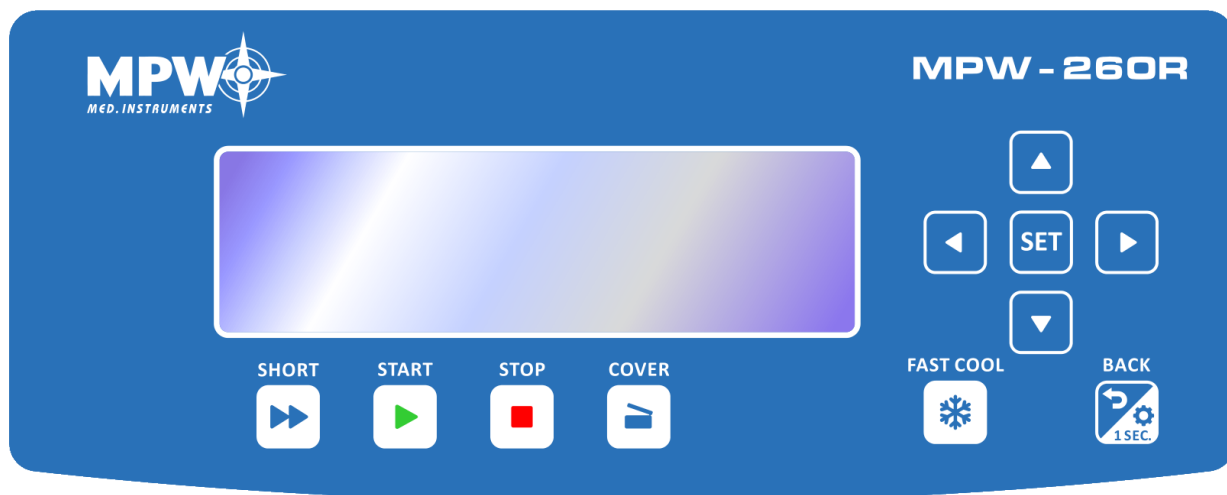 MPW
MED. INSTRUMENTS
MPW - 260R
SET
SHORT
START
STOP
COVER
FAST COOL
BACK
1 SEC.